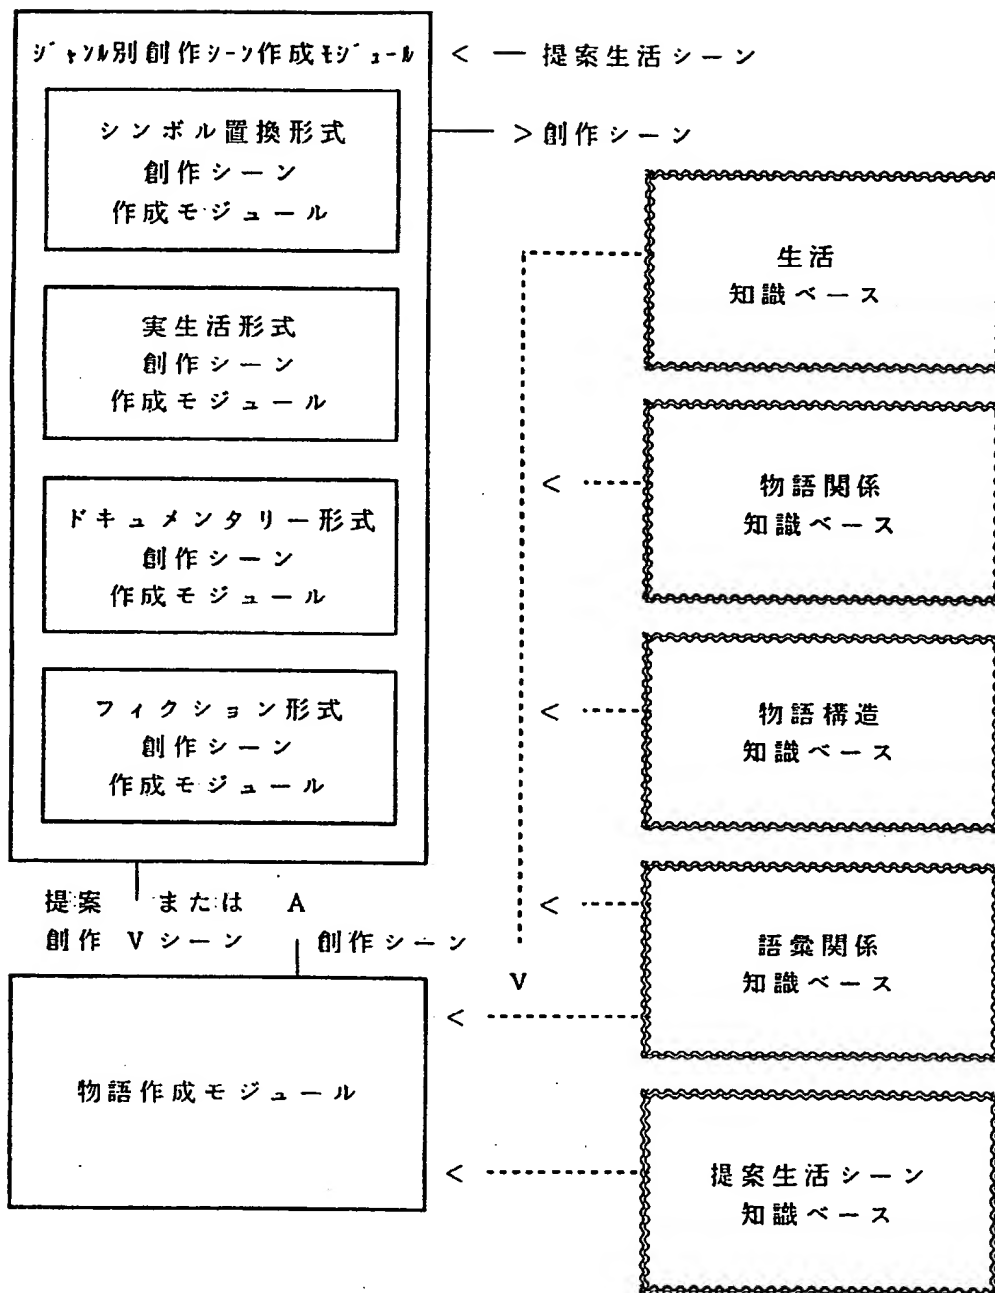 ジャンル別創作シーン作成モジュール
< — 提案生活シーン
シンボル置換形式
創作シーン
作成モジュール
> 創作シーン
実生活形式
創作シーン
作成モジュール
ドキュメンタリー形式
創作シーン
作成モジュール
フィクション形式
創作シーン
作成モジュール
提案 または A
創作 V シーン 創作シーン
物語作成モジュール
生活
知識ベース
<
物語関係
知識ベース
<
物語構造
知識ベース
<
語彙関係
知識ベース
V
<
<
提案生活シーン
知識ベース